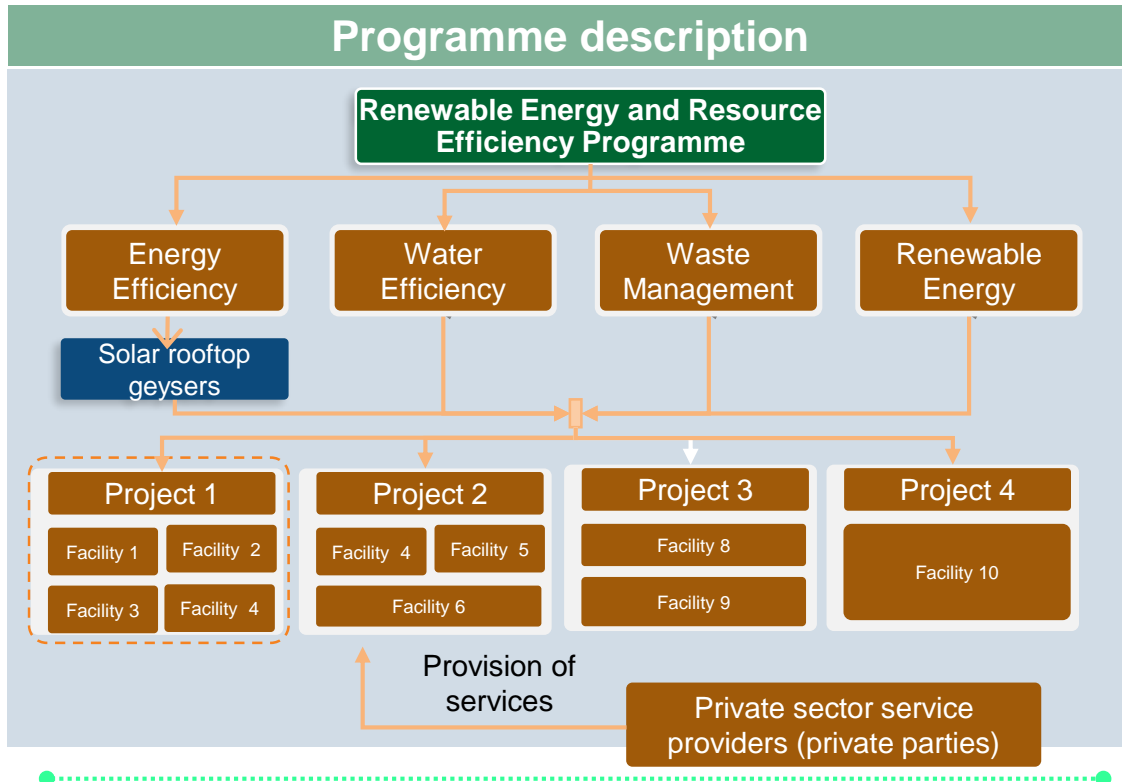 Programme description
Renewable Energy and Resource
Efficiency Programme
Energy
Efficiency
Water
Efficiency
Waste
Management
Renewable
Energy
Solar rooftop
geysers
Project 1
Facility 1
Facility 2
Facility 3
Facility 4
Project 2
Facility 4
Facility 5
Facility 6
Project 3
Facility 8
Facility 9
Project 4
Facility 10
Provision of
services
Private sector service
providers (private parties)